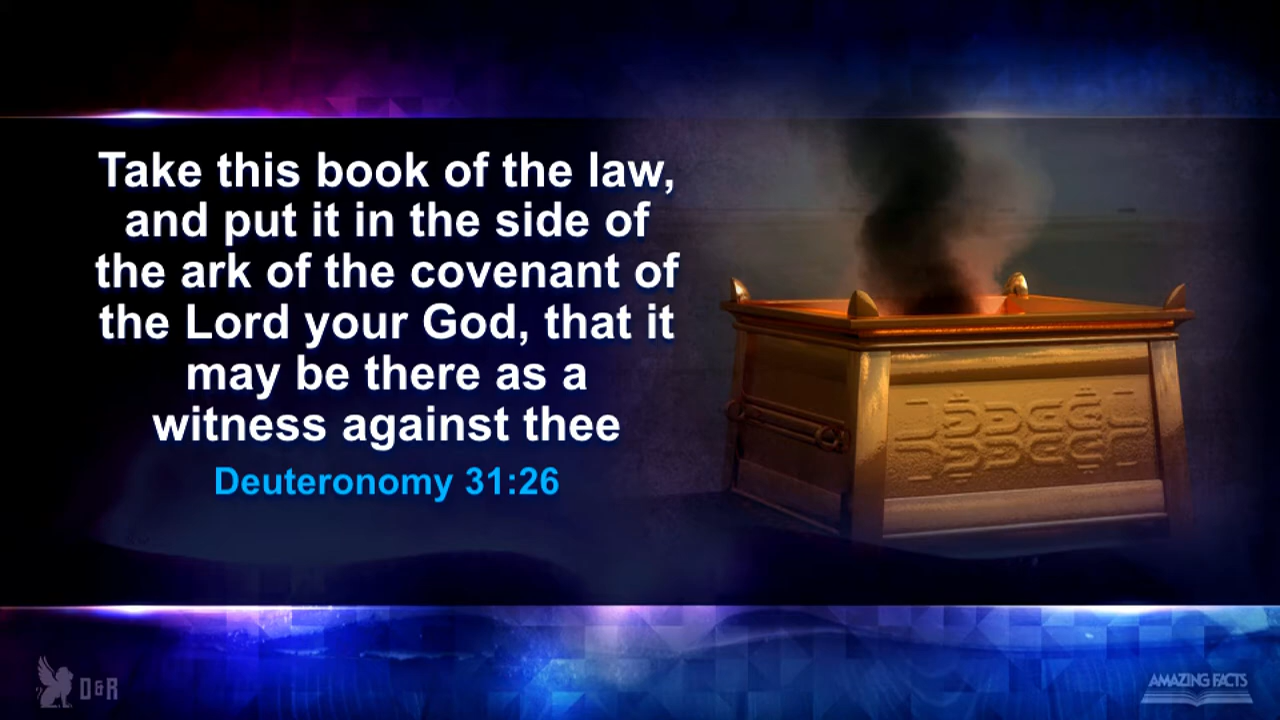 Take this book of the law,
and put it in the side of
the ark of the covenant of
the Lord your God, that it
may be there as a
witness against thee
Deuteronomy 31:26
D&R
AMAZING FACTS